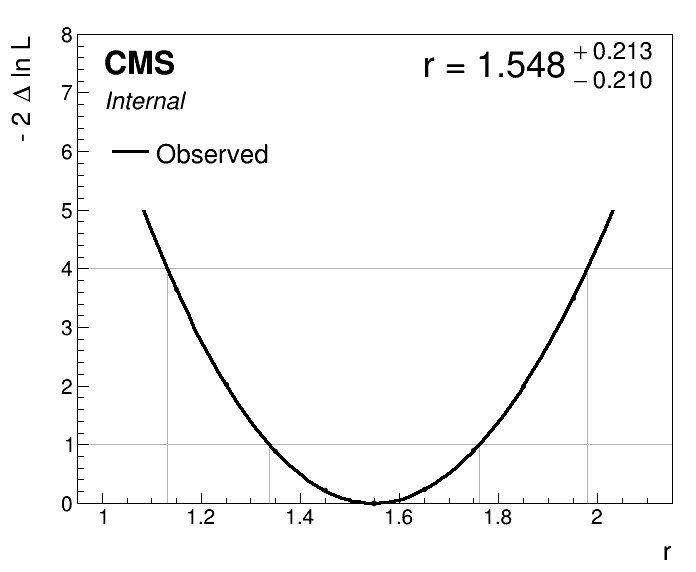 CMS
Internal
r = 1.548 +0.213 −0.210
Observed
- 2 Δ ln L
8
7
6
5
4
3
2
1
0
1 1.2 1.4 1.6 1.8 2
r